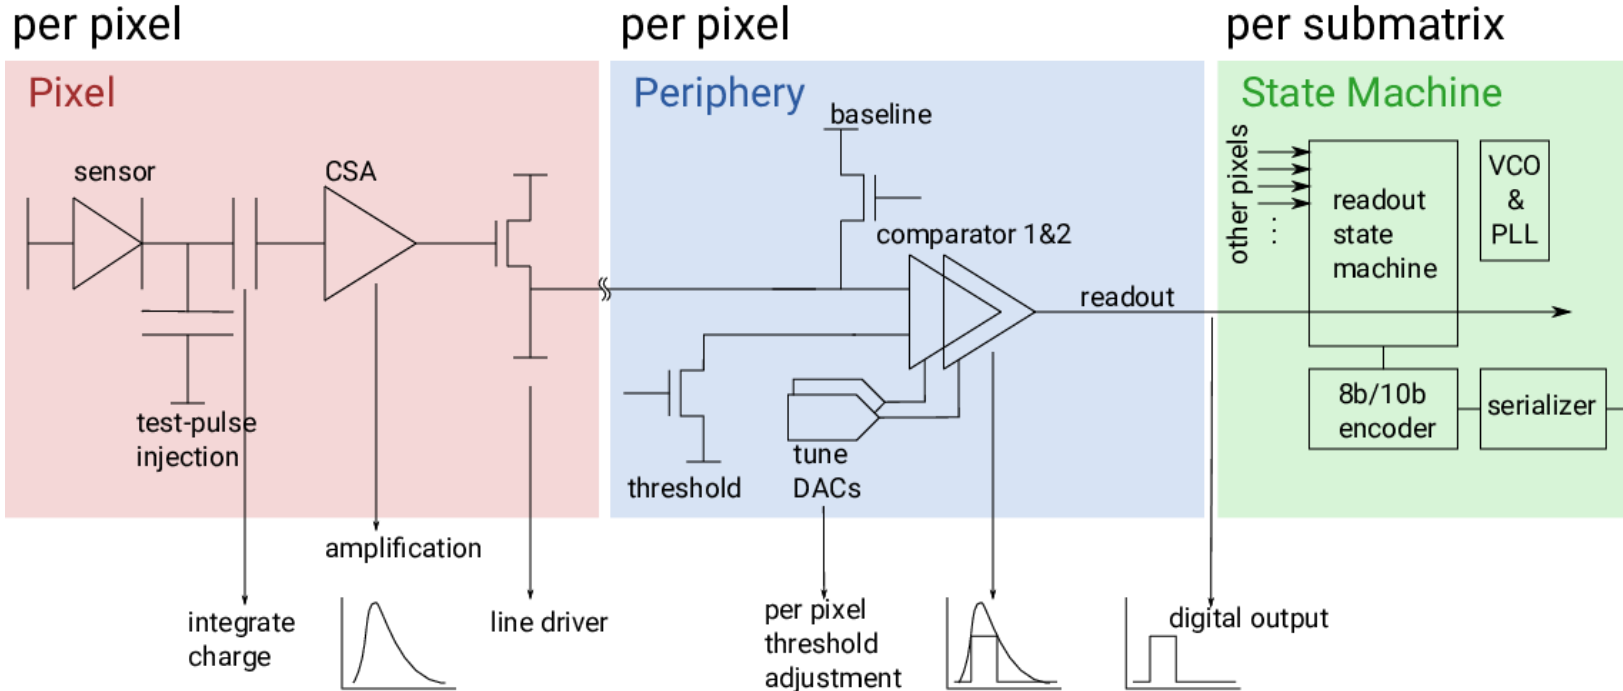 per pixel
per pixel
per submatrix
Pixel
Periphery
State Machine
sensor
CSA
test-pulse
injection
baseline
comparator 1&2
threshold
tune
DACs
readout
other pixels
...
readout
state
machine
VCO
&
PLL
8b/10b
encoder
serializer
amplification
integrate
charge
line driver
per pixel
threshold
adjustment
digital output